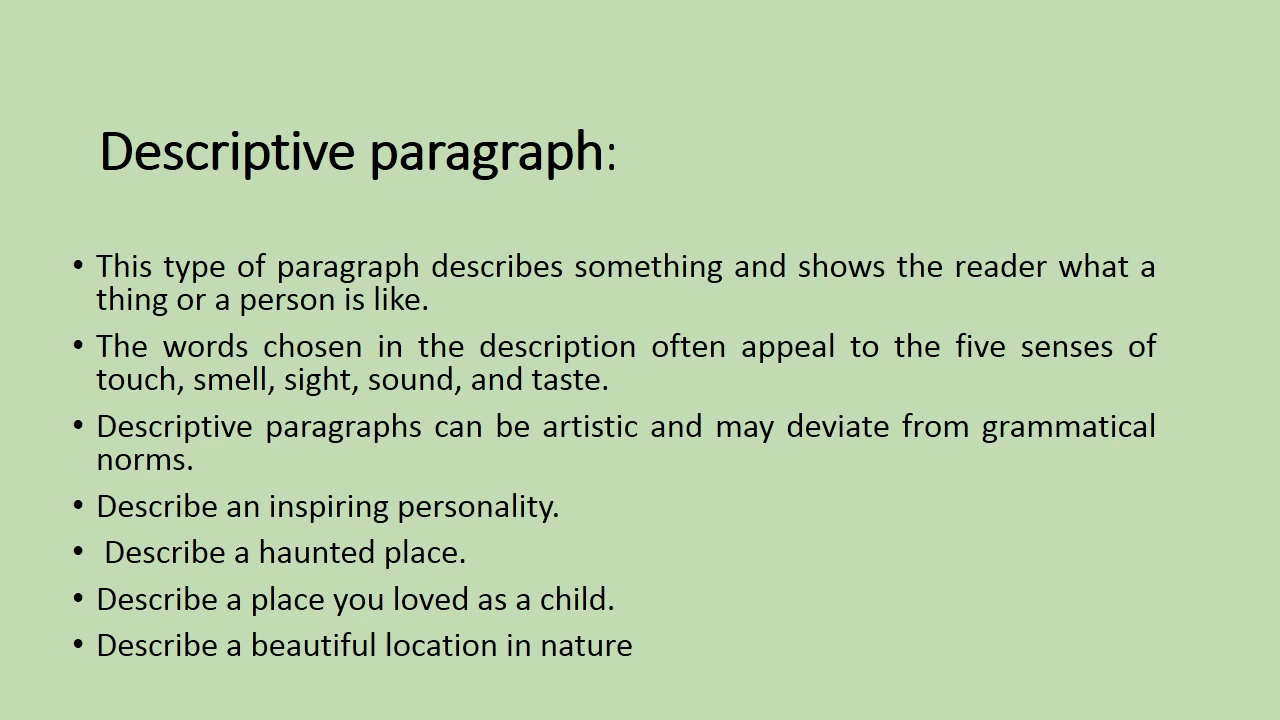 Descriptive paragraph:
• This type of paragraph describes something and shows the reader what a
thing or a person is like.
• The words chosen in the description often appeal to the five senses of
touch, smell, sight, sound, and taste.
• Descriptive paragraphs can be artistic and may deviate from grammatical
norms.
• Describe an inspiring personality.
• Describe a haunted place.
• Describe a place you loved as a child.
• Describe a beautiful location in nature